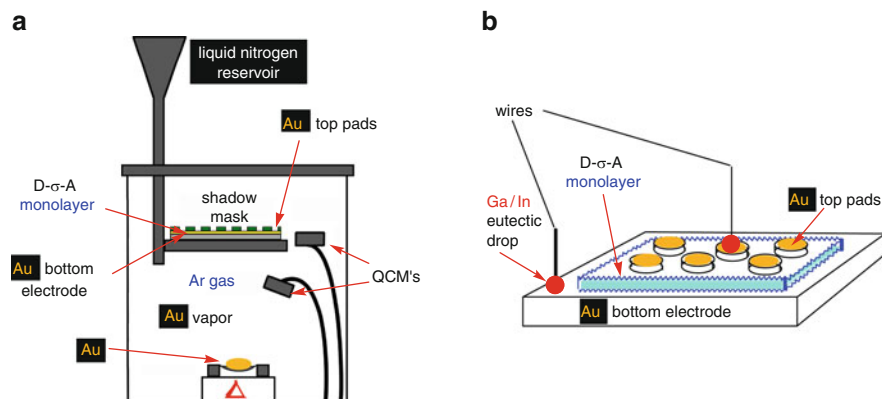 a
liquid nitrogen
reservoir
Au top pads
D-σ-A
monolayer
shadow
mask
Au bottom
electrode
Ar gas
QCM's
Au vapor
Au
Δ
b
wires
D-σ-A
monolayer
Ga/In
eutectic
drop
Au top pads
Au bottom electrode